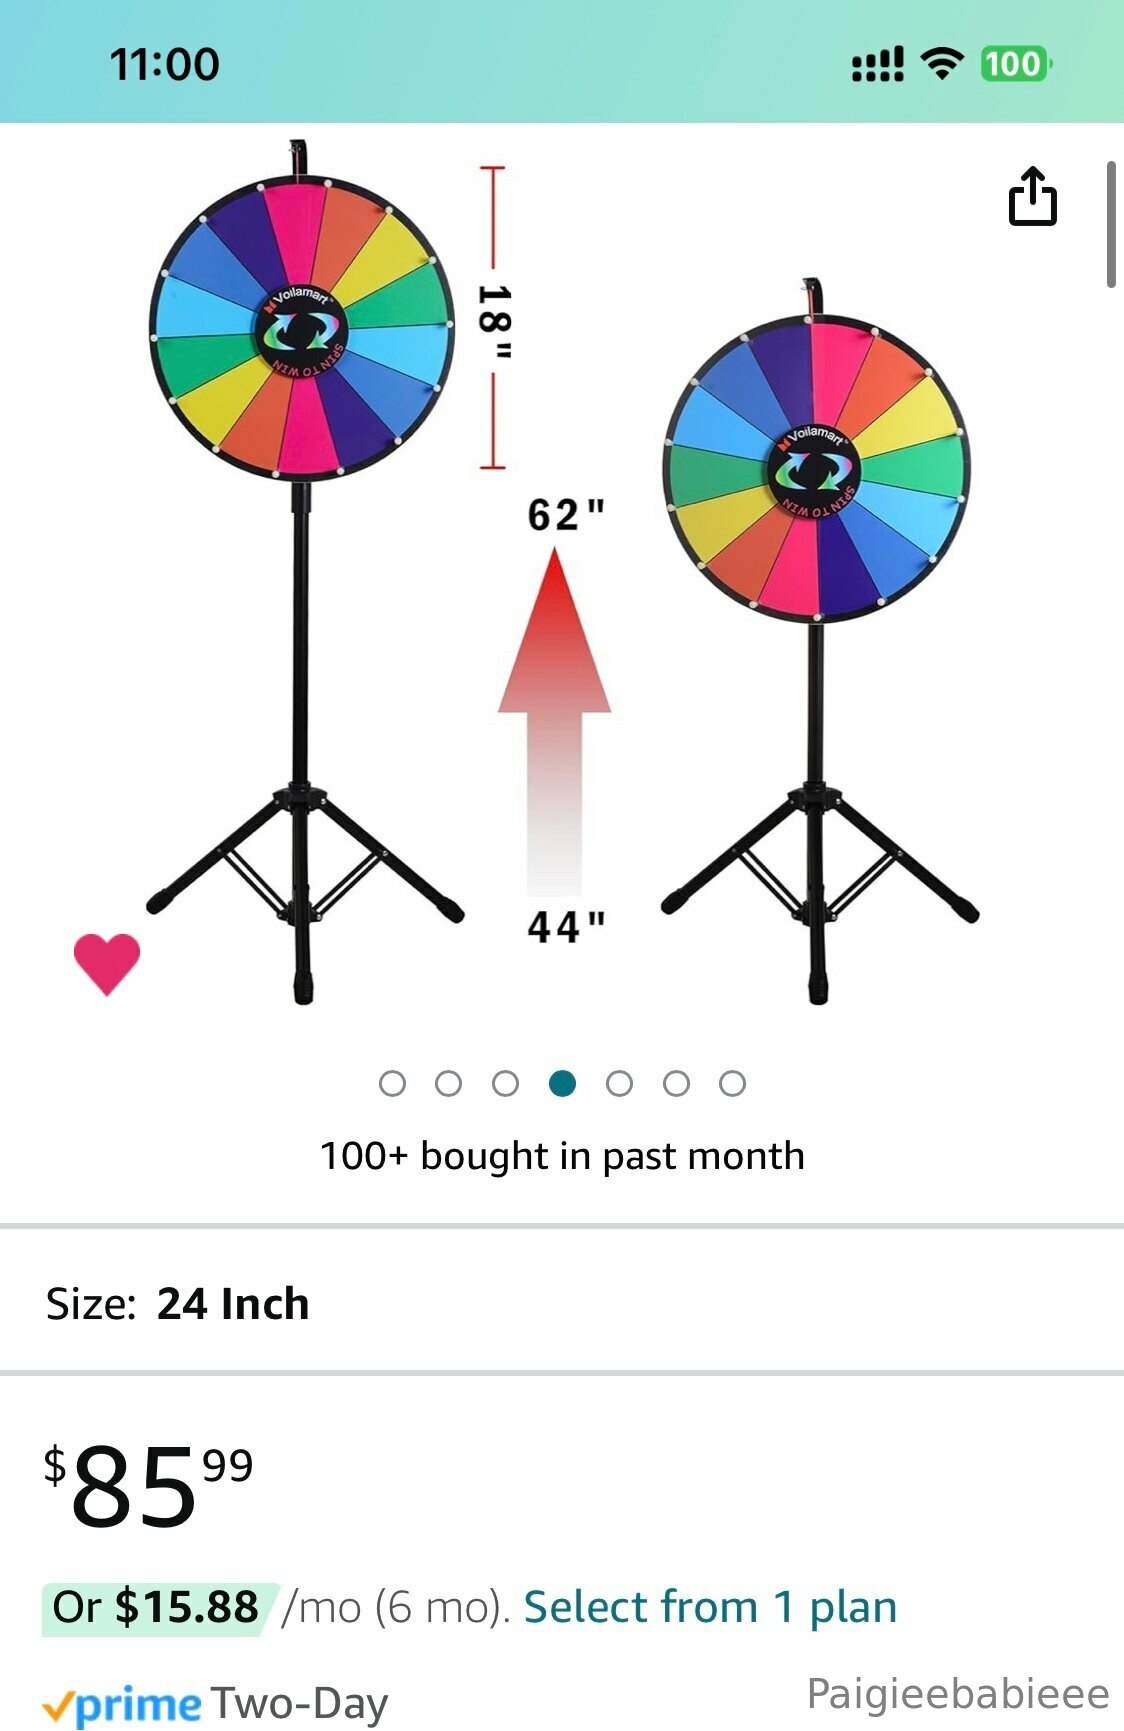 11:00
100
Voilamart
SPIN TO WIN
18"
62"
Voilamart
SPIN TO WIN
44"
100+ bought in past month
Size: 24 Inch
$85.99
Or $15.88 /mo (6 mo). Select from 1 plan
prime Two-Day
Paigieebabieee